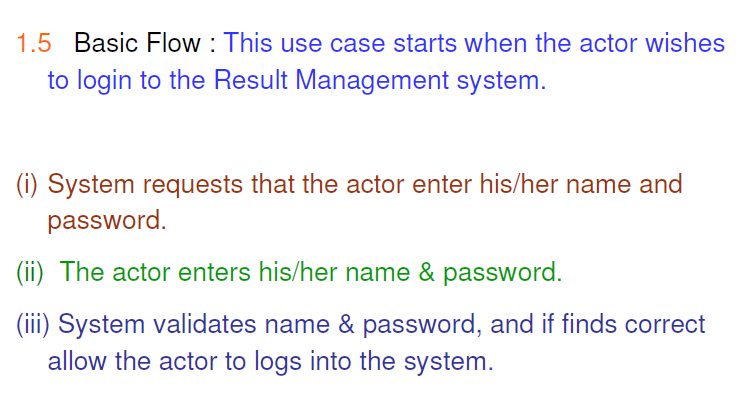 1.5 Basic Flow : This use case starts when the actor wishes
to login to the Result Management system.
(i) System requests that the actor enter his/her name and
password.
(ii) The actor enters his/her name & password.
(iii) System validates name & password, and if finds correct
allow the actor to logs into the system.